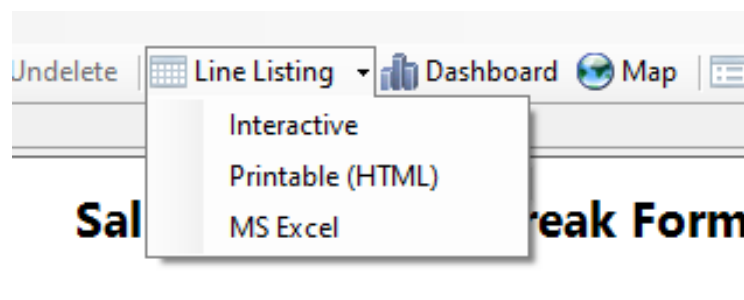 Undelete Line Listing Dashboard Map
Interactive
Printable (HTML)
MS Excel
Sal reak Form